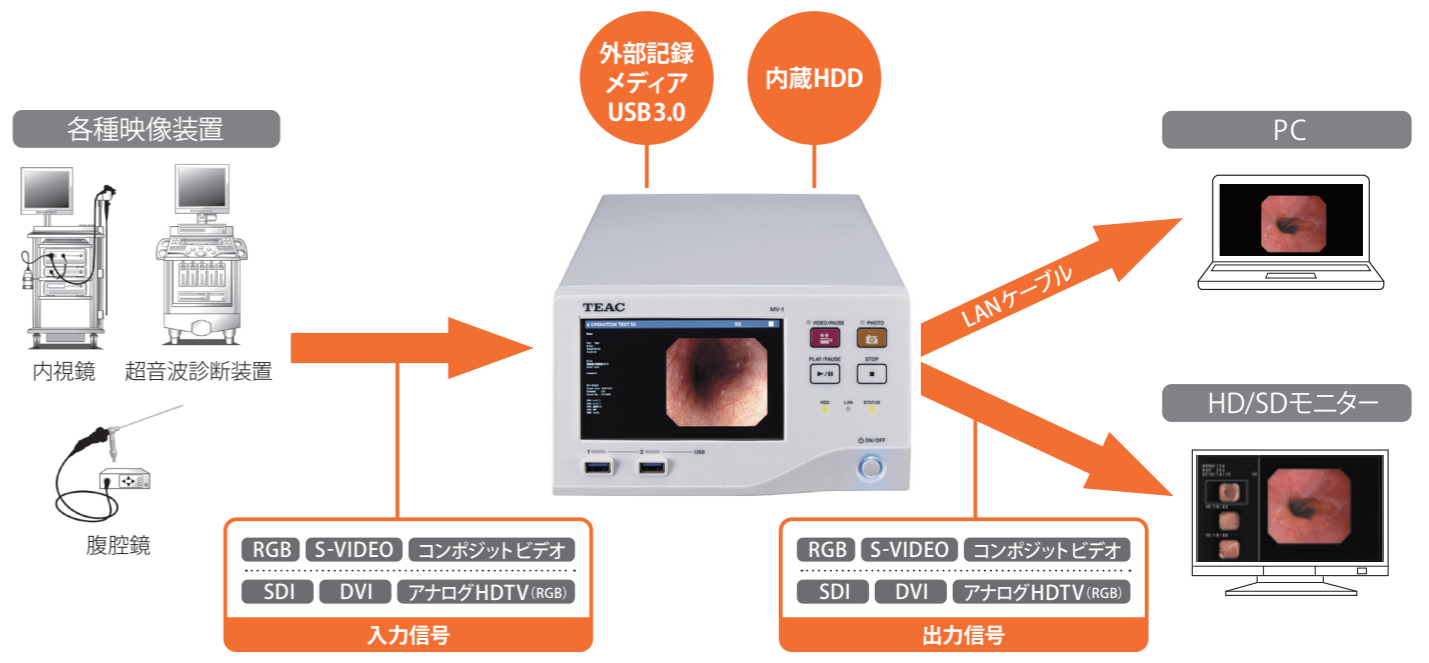 外部記録
メディア
USB3.0
内蔵HDD
各種映像装置
内視鏡
超音波診断装置
腹腔鏡
TEAC
MV-1
OPERATION TEST ID
VIDEO/PAUSE
PHOTO
PLAY/PAUSE
STOP
HDD
LAN
STATUS
ON/OFF
1
2
USB
LANケーブル
PC
HD/SDモニター
RGB S-VIDEO コンポジットビデオ
SDI DVI アナログHDTV(RGB)
入力信号
RGB S-VIDEO コンポジットビデオ
SDI DVI アナログHDTV(RGB)
出力信号